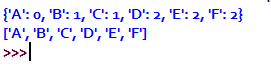 {'A': 0, 'B': 1, 'C': 1, 'D': 2, 'E': 2, 'F': 2}
['A', 'B', 'C', 'D', 'E', 'F']
>>>